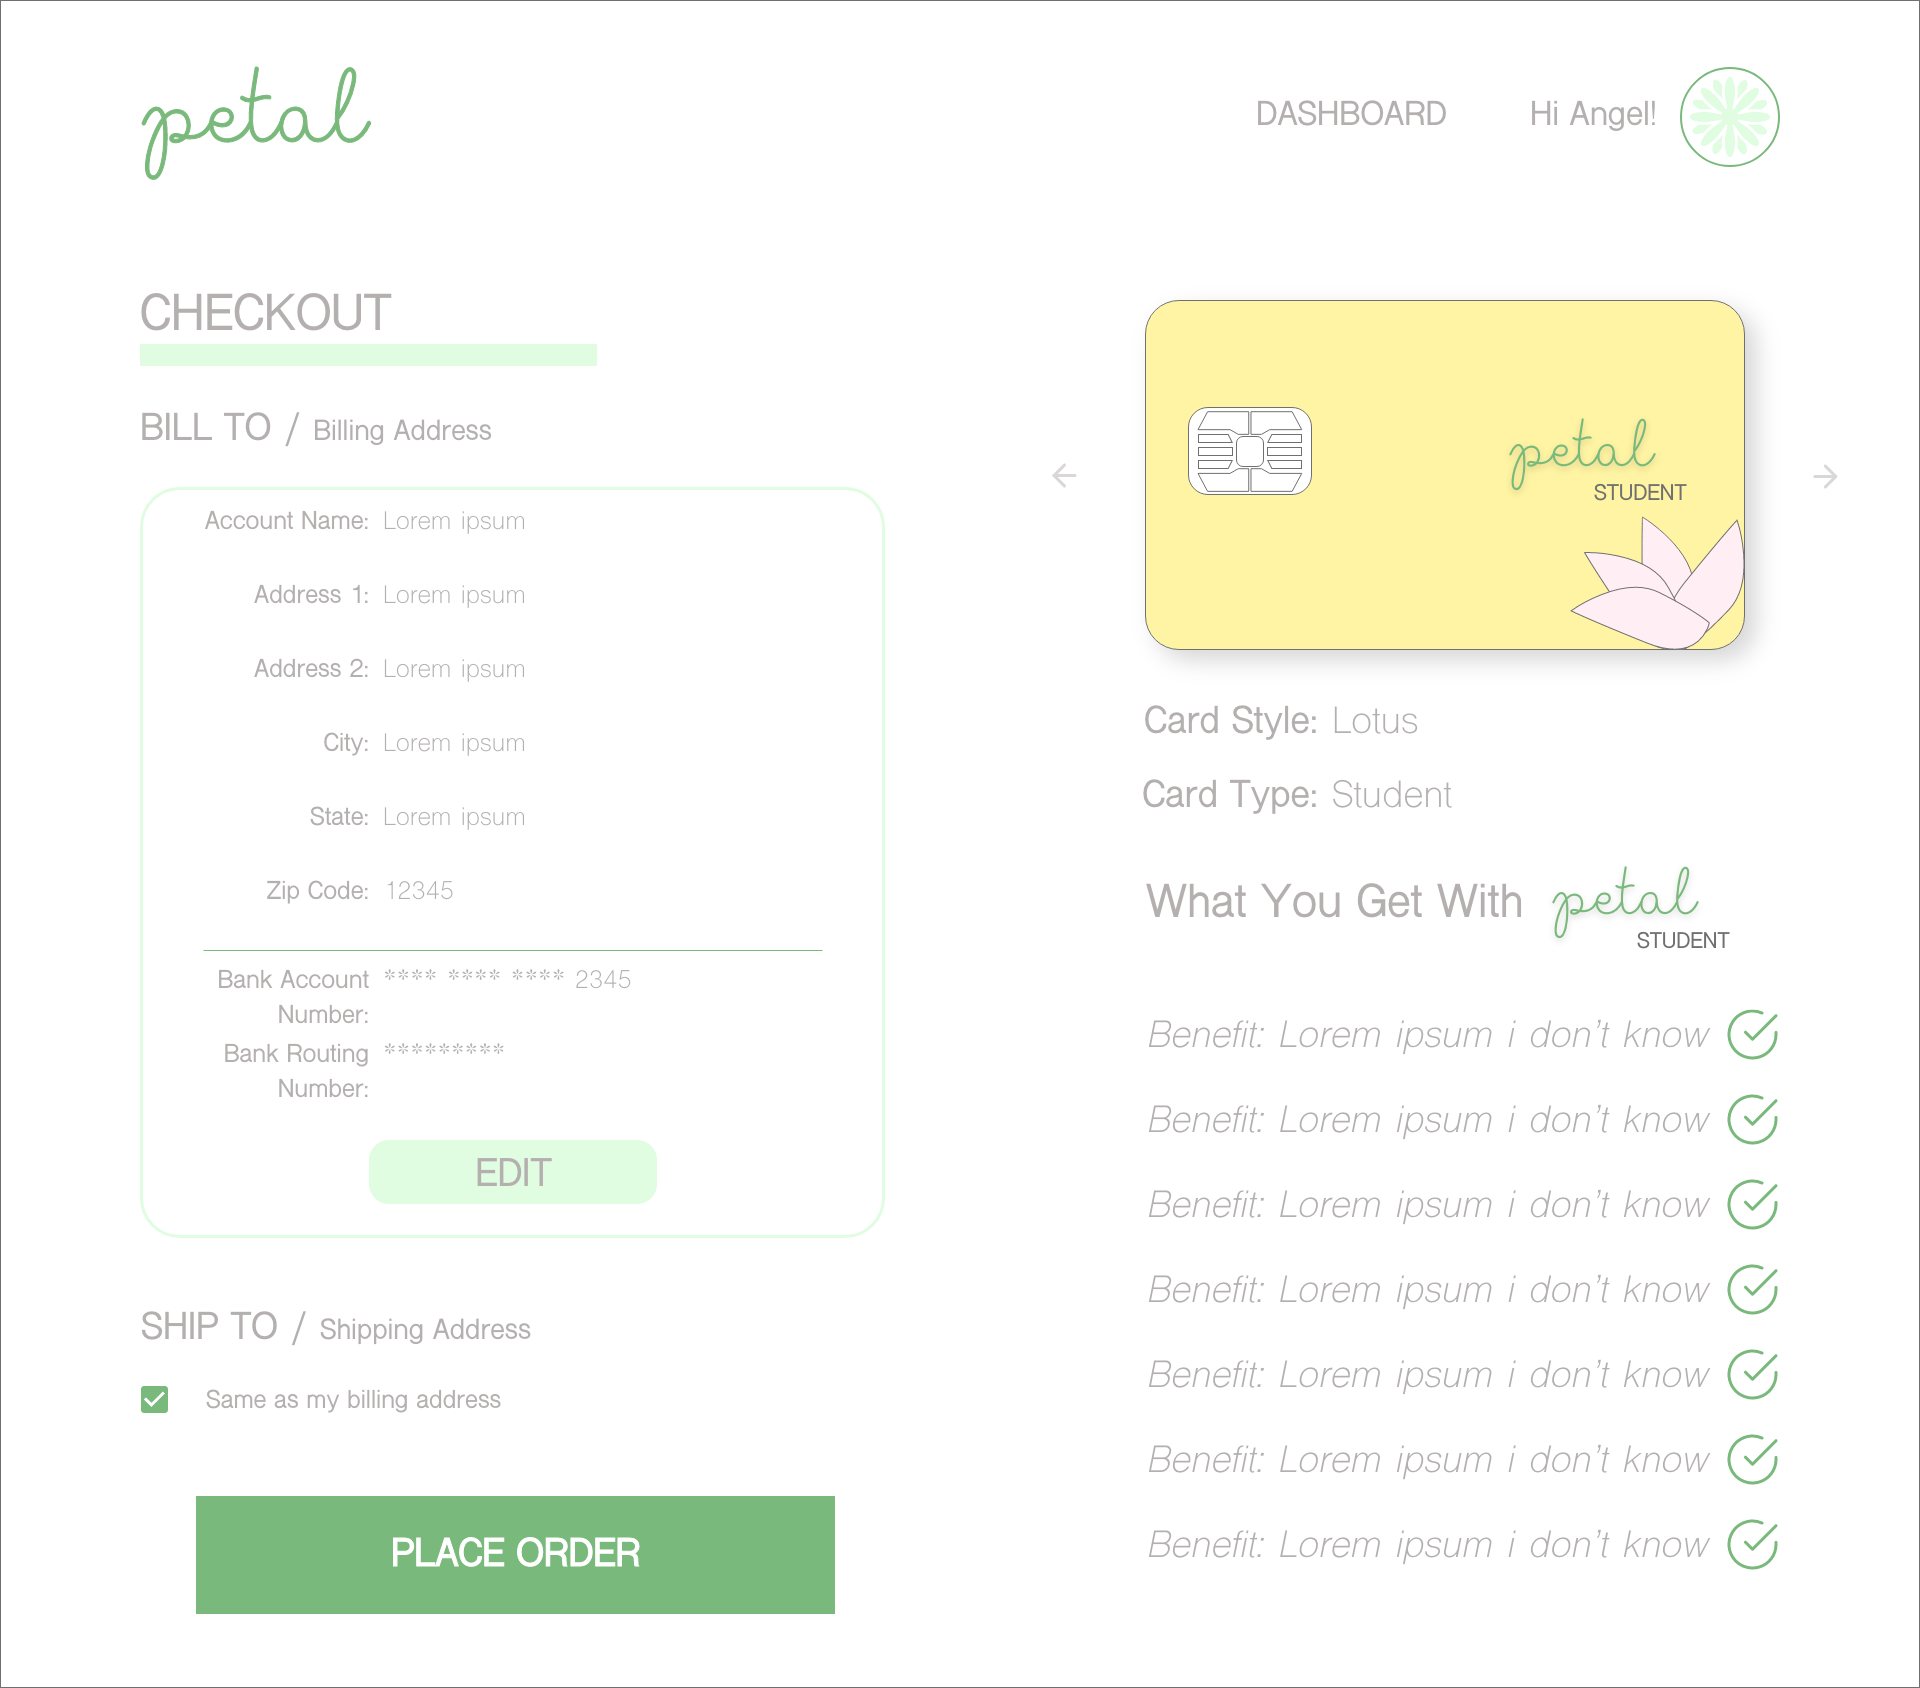 petal
DASHBOARD
Hi Angel!
CHECKOUT
BILL TO / Billing Address
Account Name: Lorem ipsum
Address 1: Lorem ipsum
Address 2: Lorem ipsum
City: Lorem ipsum
State: Lorem ipsum
Zip Code: 12345
Bank Account **** **** **** 2345
Number:
Bank Routing *********
Number:
EDIT
SHIP TO / Shipping Address
Same as my billing address
PLACE ORDER
petal
STUDENT
Card Style: Lotus
Card Type: Student
What You Get With petal
STUDENT
Benefit: Lorem ipsum i don't know
Benefit: Lorem ipsum i don't know
Benefit: Lorem ipsum i don't know
Benefit: Lorem ipsum i don't know
Benefit: Lorem ipsum i don't know
Benefit: Lorem ipsum i don't know
Benefit: Lorem ipsum i don't know